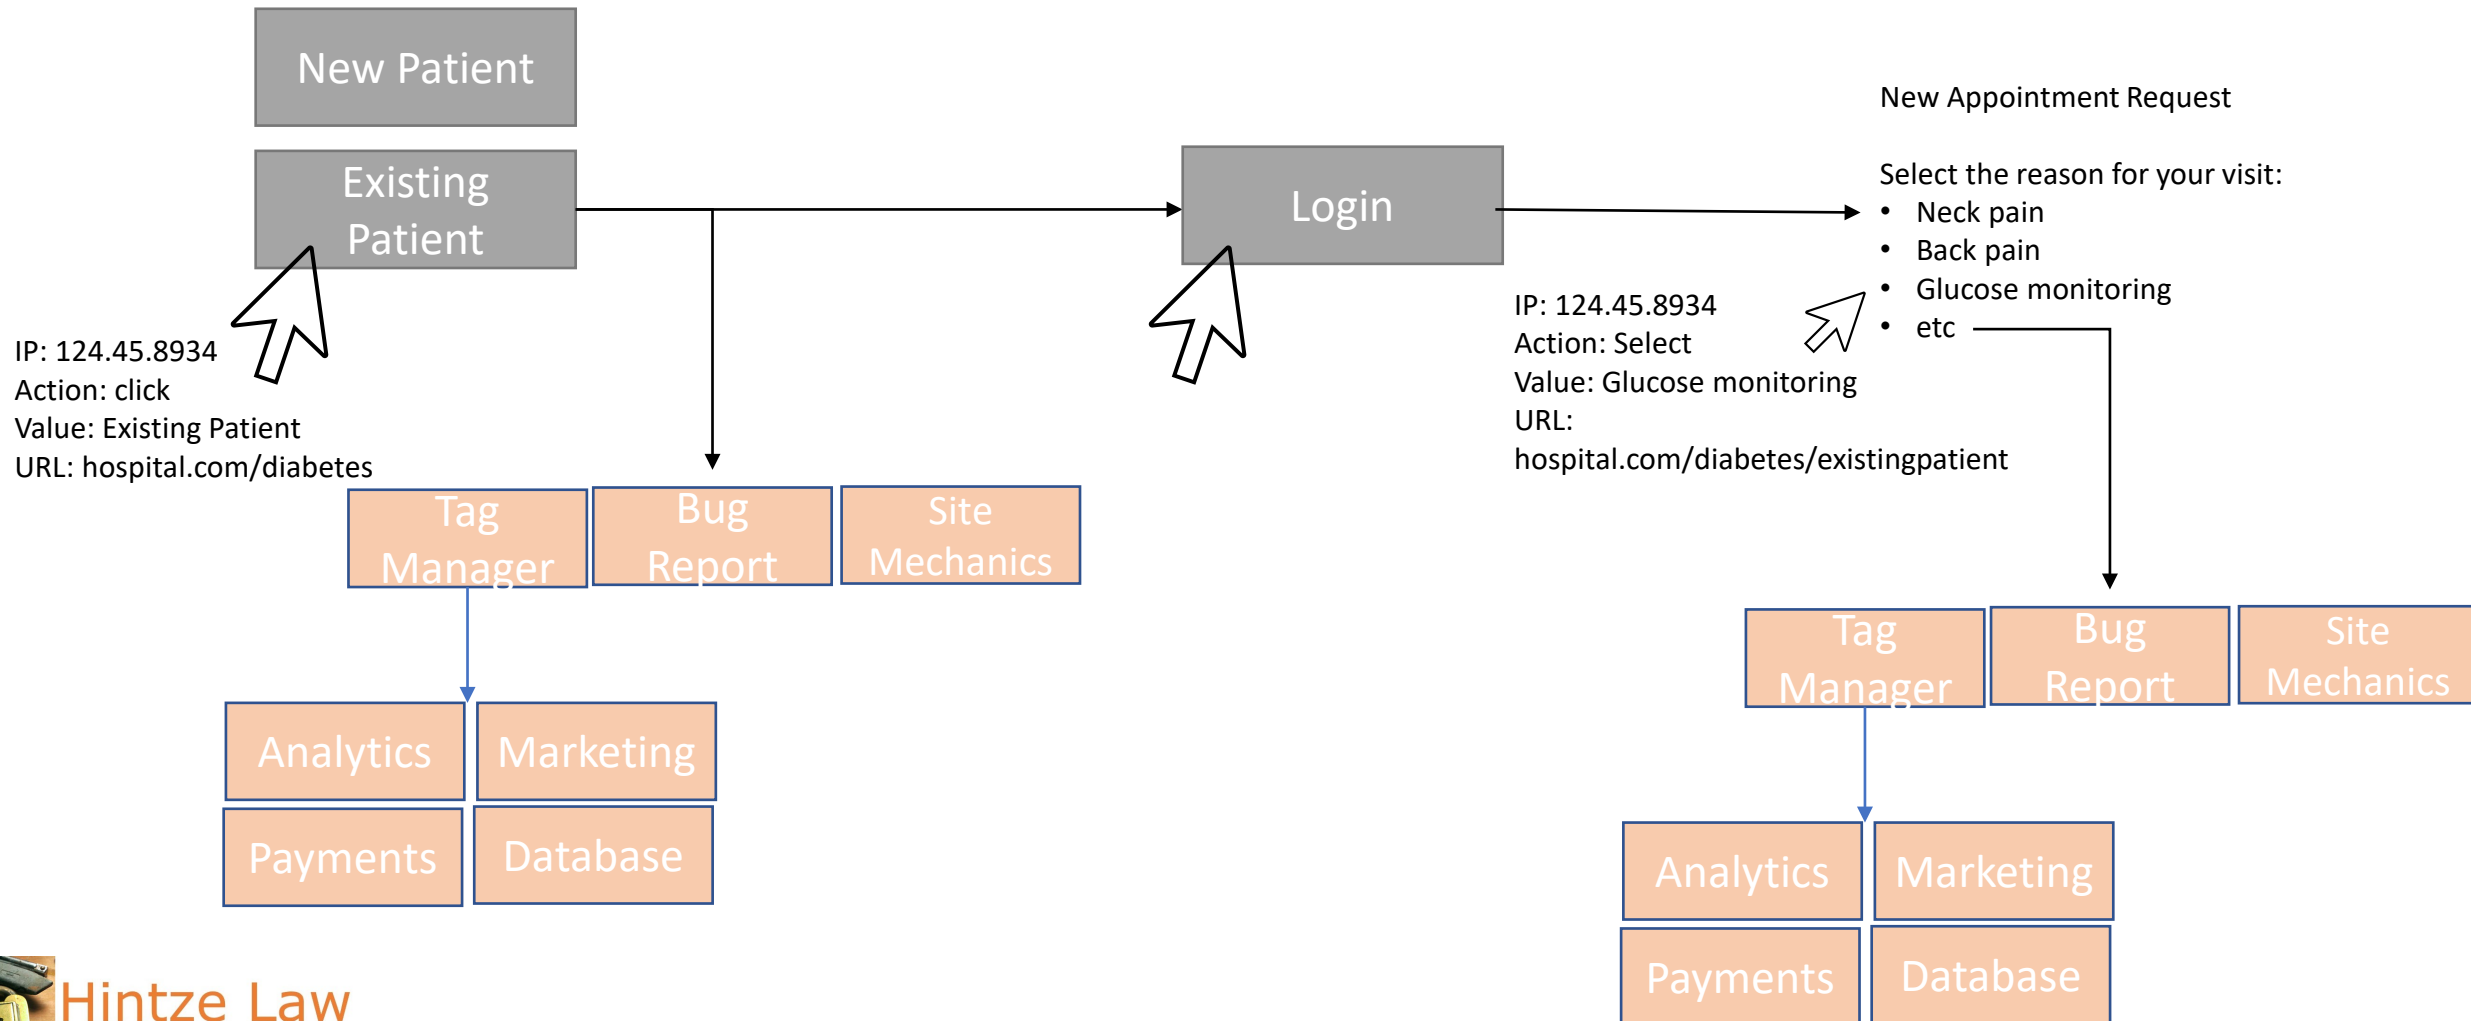 New Patient
Existing
Patient
IP: 124.45.8934
Action: click
Value: Existing Patient
URL: hospital.com/diabetes
Tag
Manager
Bug
Report
Site
Mechanics
Analytics
Marketing
Payments
Database
Login
New Appointment Request
Select the reason for your visit:
• Neck pain
• Back pain
• Glucose monitoring
• etc
IP: 124.45.8934
Action: Select
Value: Glucose monitoring
URL:
hospital.com/diabetes/existingpatient
Tag
Manager
Bug
Report
Site
Mechanics
Analytics
Marketing
Payments
Database
Hintze Law